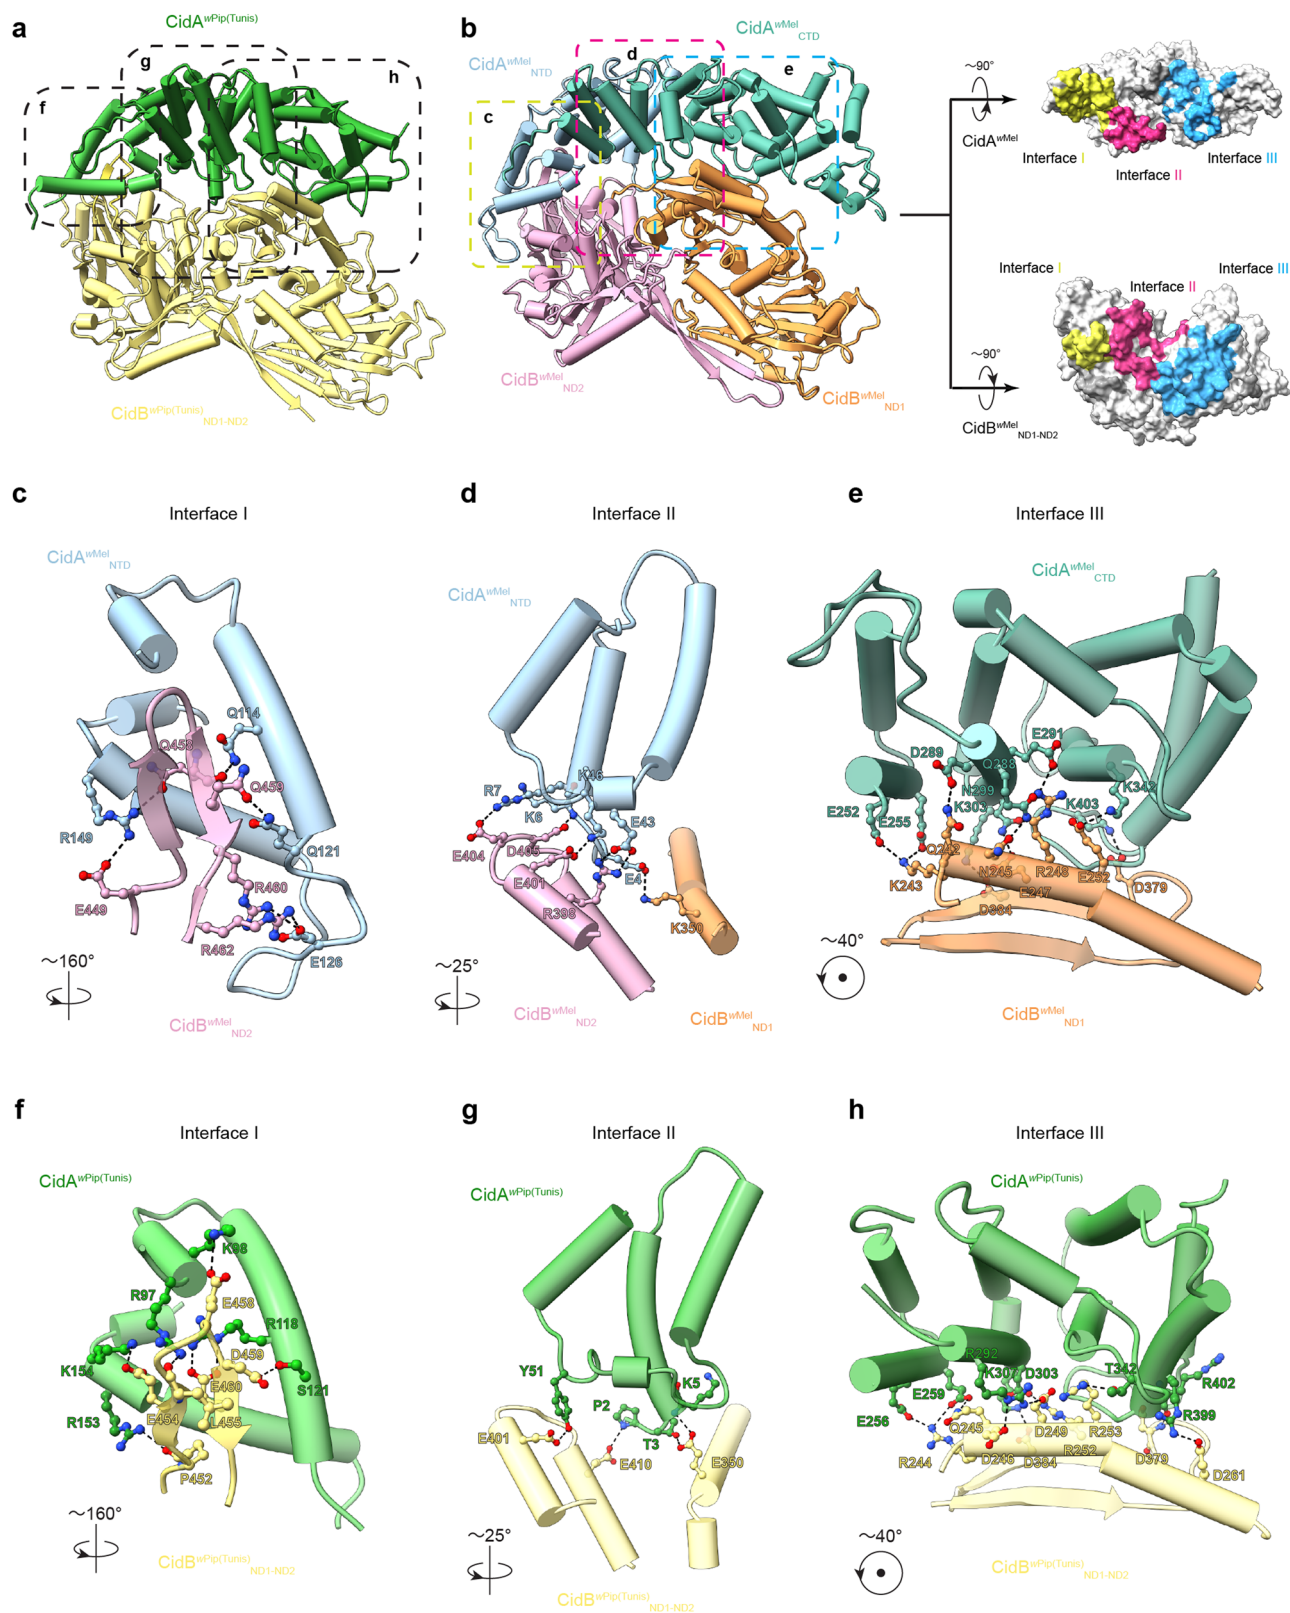 a
CidA wPip(Tunis)
g
h
f
CidB wPip(Tunis) ND1-ND2
b
CidA wMel NTD
CidA wMel CTD
d
e
c
CidB wMel ND2
CidB wMel ND1
~90°
CidA wMel
Interface I
Interface II
Interface III
~90°
CidB wMel ND1-ND2
Interface I
Interface II
Interface III
c
Interface I
CidA wMel NTD
Q114
Q459
R149
Q121
E449
R460
R462
E126
~160°
CidB wMel ND2
d
Interface II
CidA wMel NTD
K46
R7
K6
E43
E404
D405
E401
E4
R398
K350
~25°
CidB wMel ND2
CidB wMel ND1
e
Interface III
CidA wMel CTD
E291
D289
Q288
N299
K342
K303
K403
E252
E255
Q242
N245
R248
E252
K243
E247
D379
D384
~40°
CidB wMel ND1
f
Interface I
CidA wPip(Tunis)
K98
R97
E458
R118
D459
K154
E460
S121
E454
L455
R153
P452
~160°
CidB wPip(Tunis) ND1-ND2
g
Interface II
CidA wPip(Tunis)
Y51
K5
P2
T3
E401
E410
E350
~25°
CidB wPip(Tunis) ND1-ND2
h
Interface III
CidA wPip(Tunis)
R292
K307
D303
T342
R402
E259
E256
R399
Q245
D249
R253
R244
D246
D384
R252
D379
D261
~40°
CidB wPip(Tunis) ND1-ND2